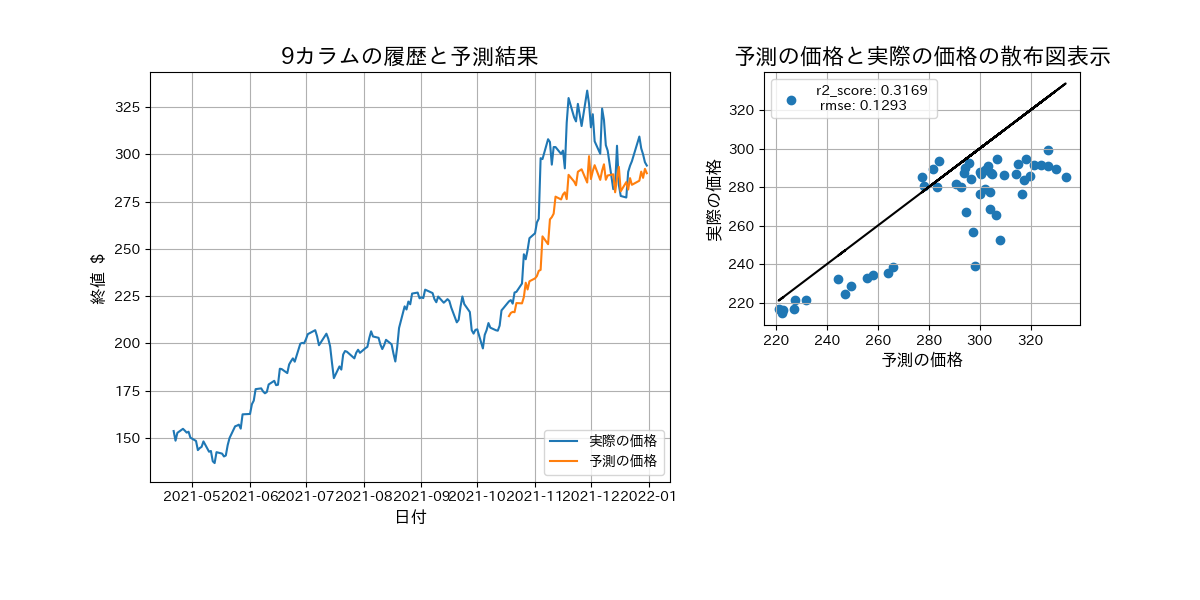 9カラムの履歴と予測結果
終値 $
325
300
275
250
225
200
175
150
2021-05
2021-06
2021-07
2021-08
2021-09
2021-10
2021-11
2021-12
2022-01
日付
実際の価格
予測の価格
予測の価格と実際の価格の散布図表示
r2_score: 0.3169
rmse: 0.1293
実際の価格
320
300
280
260
240
220
220
240
260
280
300
320
予測の価格